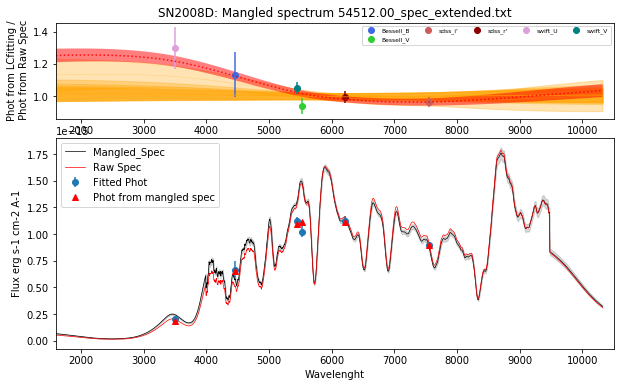 SN2008D: Mangled spectrum 54512.00_spec_extended.txt
Phot from LCfitting /
Phot from Raw Spec
1.4
1.2
1.0
Bessell_B
Bessell_V
sdss_i'
sdss_r'
swift_U
swift_V
2000 3000 4000 5000 6000 7000 8000 9000 10000
1e−15
Flux erg s-1 cm-2 A-1
1.75
1.50
1.25
1.00
0.75
0.50
0.25
0.00
Mangled_Spec
Raw Spec
Fitted Phot
Phot from mangled spec
2000 3000 4000 5000 6000 7000 8000 9000 10000
Wavelenght